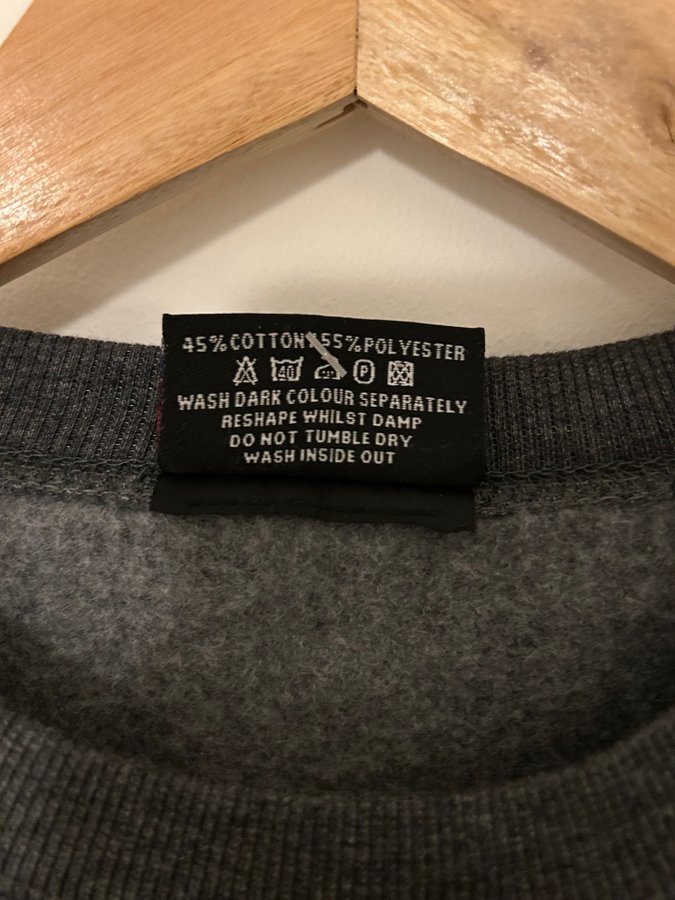 45% COTTON 55% POLYESTER
40 P
WASH DARK COLOUR SEPARATELY
RESHAPE WHILST DAMP
DO NOT TUMBLE DRY
WASH INSIDE OUT